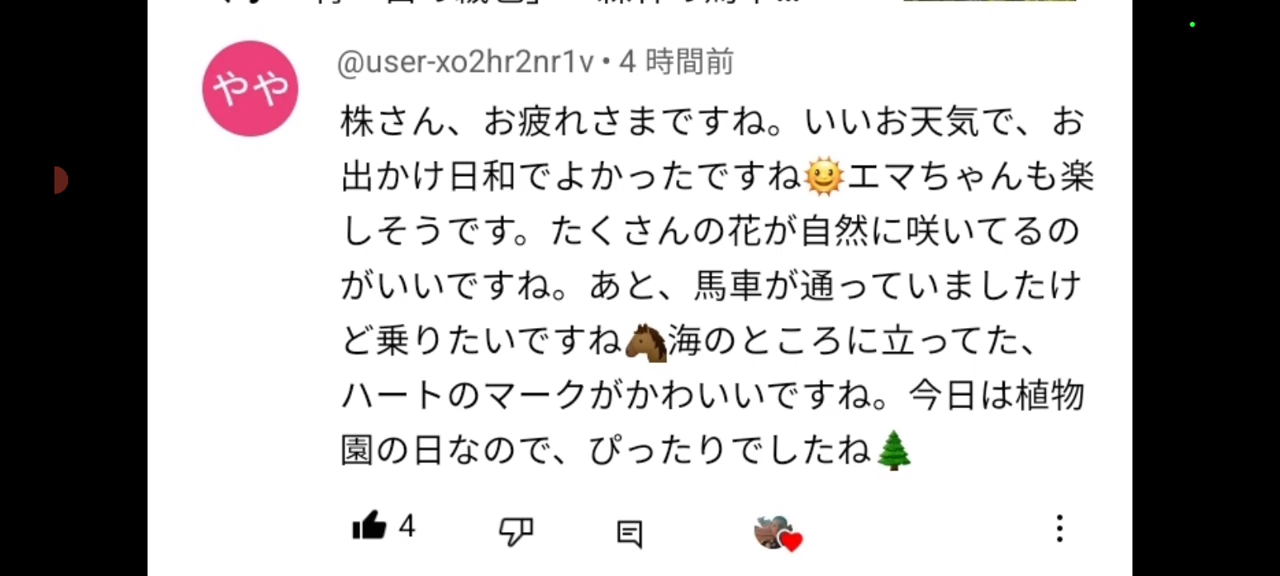 やや
@user-xo2hr2nr1v • 4 時間前
株さん、お疲れさまですね。いいお天気で、お
出かけ日和でよかったですね🌞エマちゃんも楽
しそうです。たくさんの花が自然に咲いてるの
がいいですね。あと、馬車が通っていましたけ
ど乗りたいですね🐴海のところに立ってた、
ハートのマークがかわいいですね。今日は植物
園の日なので、ぴったりでしたね🌲
4